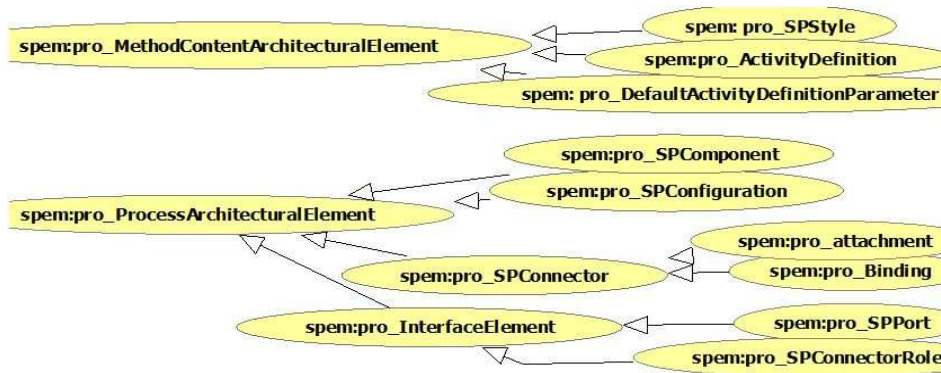 spem: pro_SPStyle
spem:pro_MethodContentArchitecturalElement
spem:pro_ActivityDefinition
spem: pro_DefaultActivityDefinitionParameter
spem:pro_SPComponent
spem:pro_SPConfiguration
spem:pro_ProcessArchitecturalElement
spem:pro_attachment
spem:pro_SPConnector
spem:pro_Binding
spem:pro_InterfaceElement
spem:pro_SPPort
spem:pro_SPConnectorRole